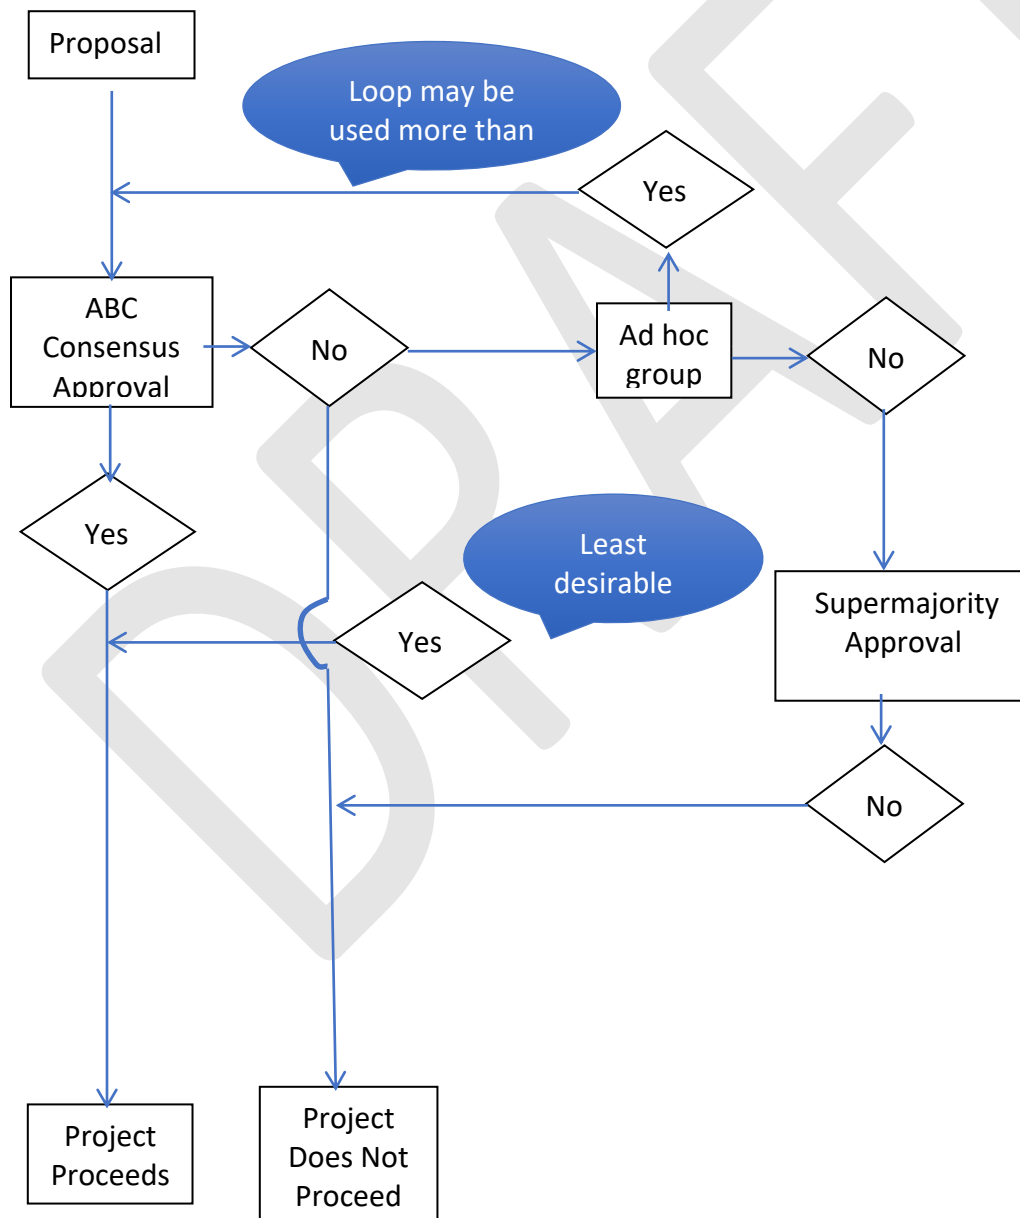 Proposal
Loop may be
used more than
Yes
ABC
Consensus
Approval
No
Ad hoc
group
No
Yes
Least
desirable
Yes
Supermajority
Approval
No
Project
Proceeds
Project
Does Not
Proceed
DRAFT